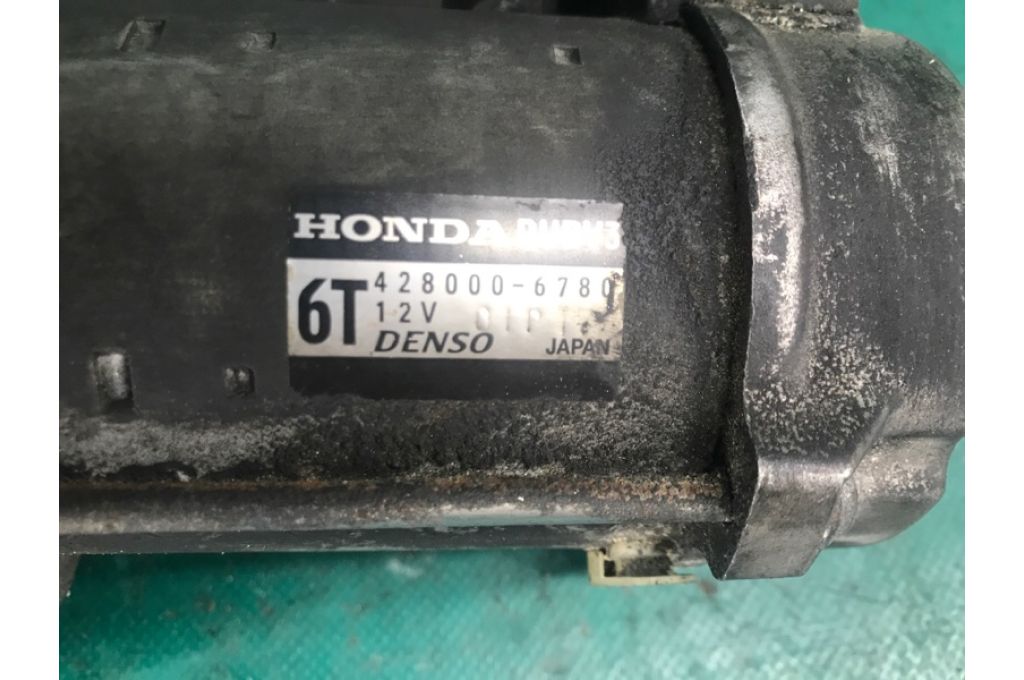 HONDA
6T 428000-6780
12V
DENSO JAPAN